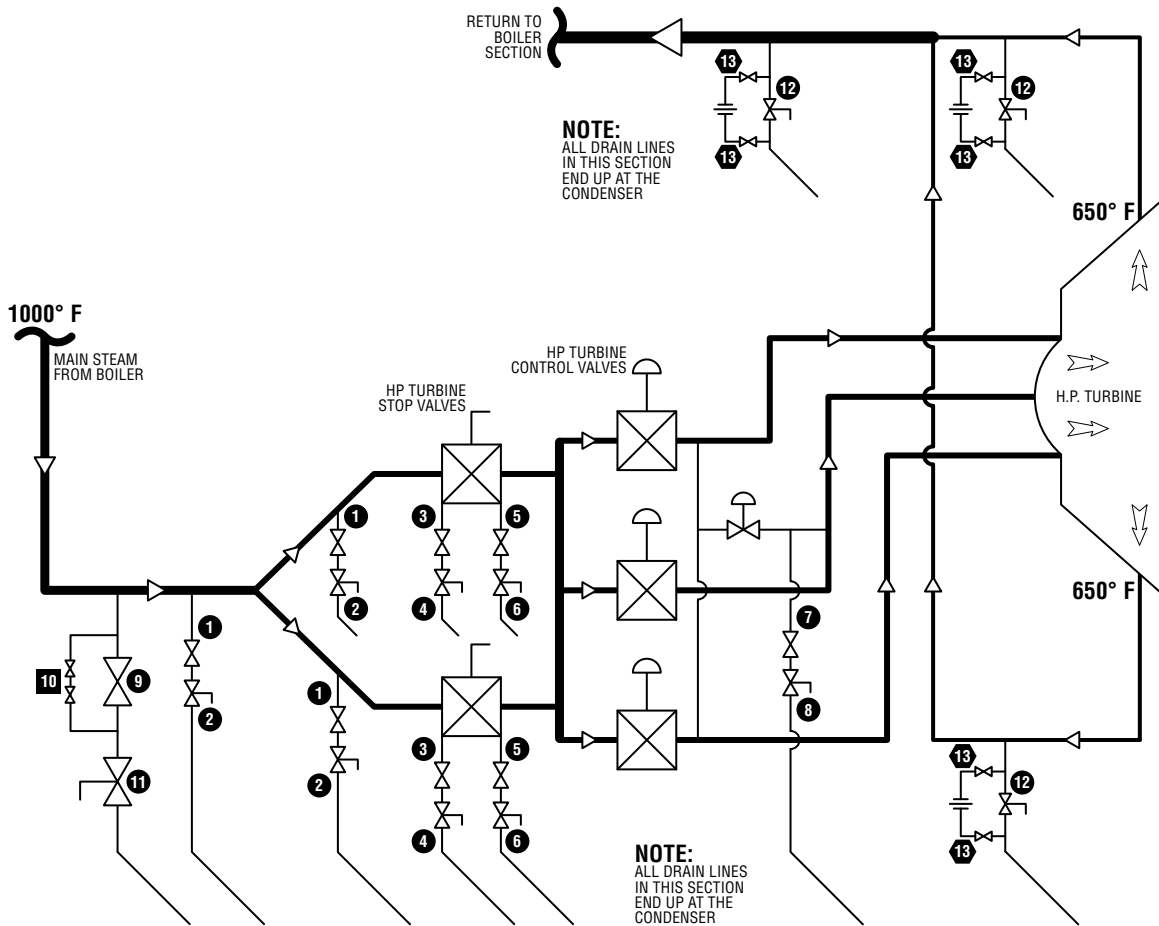 RETURN TO
BOILER
SECTION
13
12
13
12
NOTE:
ALL DRAIN LINES
IN THIS SECTION
END UP AT THE
CONDENSER
13
13
650° F
1000° F
MAIN STEAM
FROM BOILER
HP TURBINE
STOP VALVES
HP TURBINE
CONTROL VALVES
H.P. TURBINE
1
3
5
2
4
6
650° F
1
7
10
9
2
1
8
11
2
3
5
4
6
13
12
13
NOTE:
ALL DRAIN LINES
IN THIS SECTION
END UP AT THE
CONDENSER